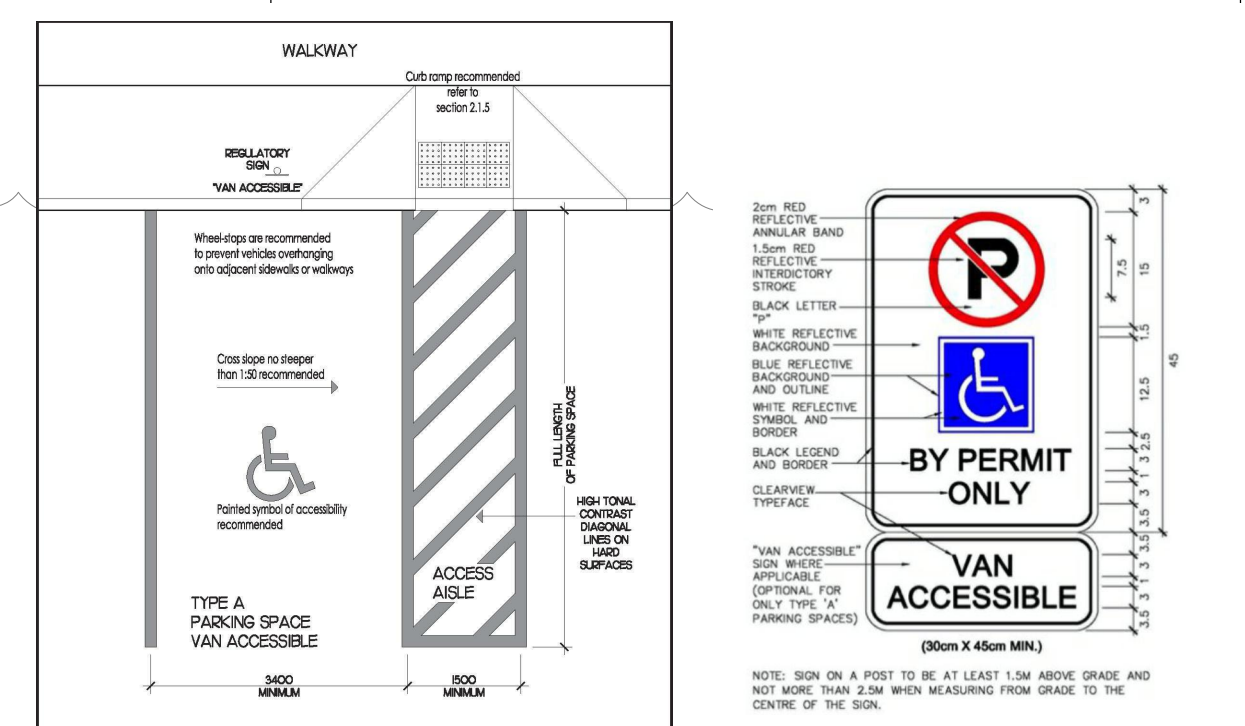 WALKWAY
Curb ramp recommended
refer to
section 2.1.5
REGULATORY
SIGN
"VAN ACCESSIBLE"
Wheel-stops are recommended
to prevent vehicles overhanging
onto adjacent sidewalks or walkways
Cross slope no steeper
than 1:50 recommended
Painted symbol of accessibility
recommended
FULL LENGTH
OF PARKING SPACE
HIGH TONAL
CONTRAST
DIAGONAL
LINES ON
HARD
SURFACES
ACCESS
AISLE
TYPE A
PARKING SPACE
VAN ACCESSIBLE
3400
MINIMUM
1500
MINIMUM
2cm RED
REFLECTIVE
ANNULAR BAND
1.5cm RED
REFLECTIVE
INTERDICTORY
STROKE
BLACK LETTER
"P"
WHITE REFLECTIVE
BACKGROUND
BLUE REFLECTIVE
BACKGROUND
AND OUTLINE
WHITE REFLECTIVE
SYMBOL AND
BORDER
BLACK LEGEND
AND BORDER
CLEARVIEW
TYPEFACE
"VAN ACCESSIBLE"
SIGN WHERE
APPLICABLE
(OPTIONAL FOR
ONLY TYPE 'A'
PARKING SPACES)
P
BY PERMIT
ONLY
VAN
ACCESSIBLE
3
7.5
15
1.5
12.5
2.5
3
1
3
3.5
45
3.5
3
1
3
3.5
(30cm X 45cm MIN.)
NOTE: SIGN ON A POST TO BE AT LEAST 1.5M ABOVE GRADE AND
NOT MORE THAN 2.5M WHEN MEASURING FROM GRADE TO THE
CENTRE OF THE SIGN.